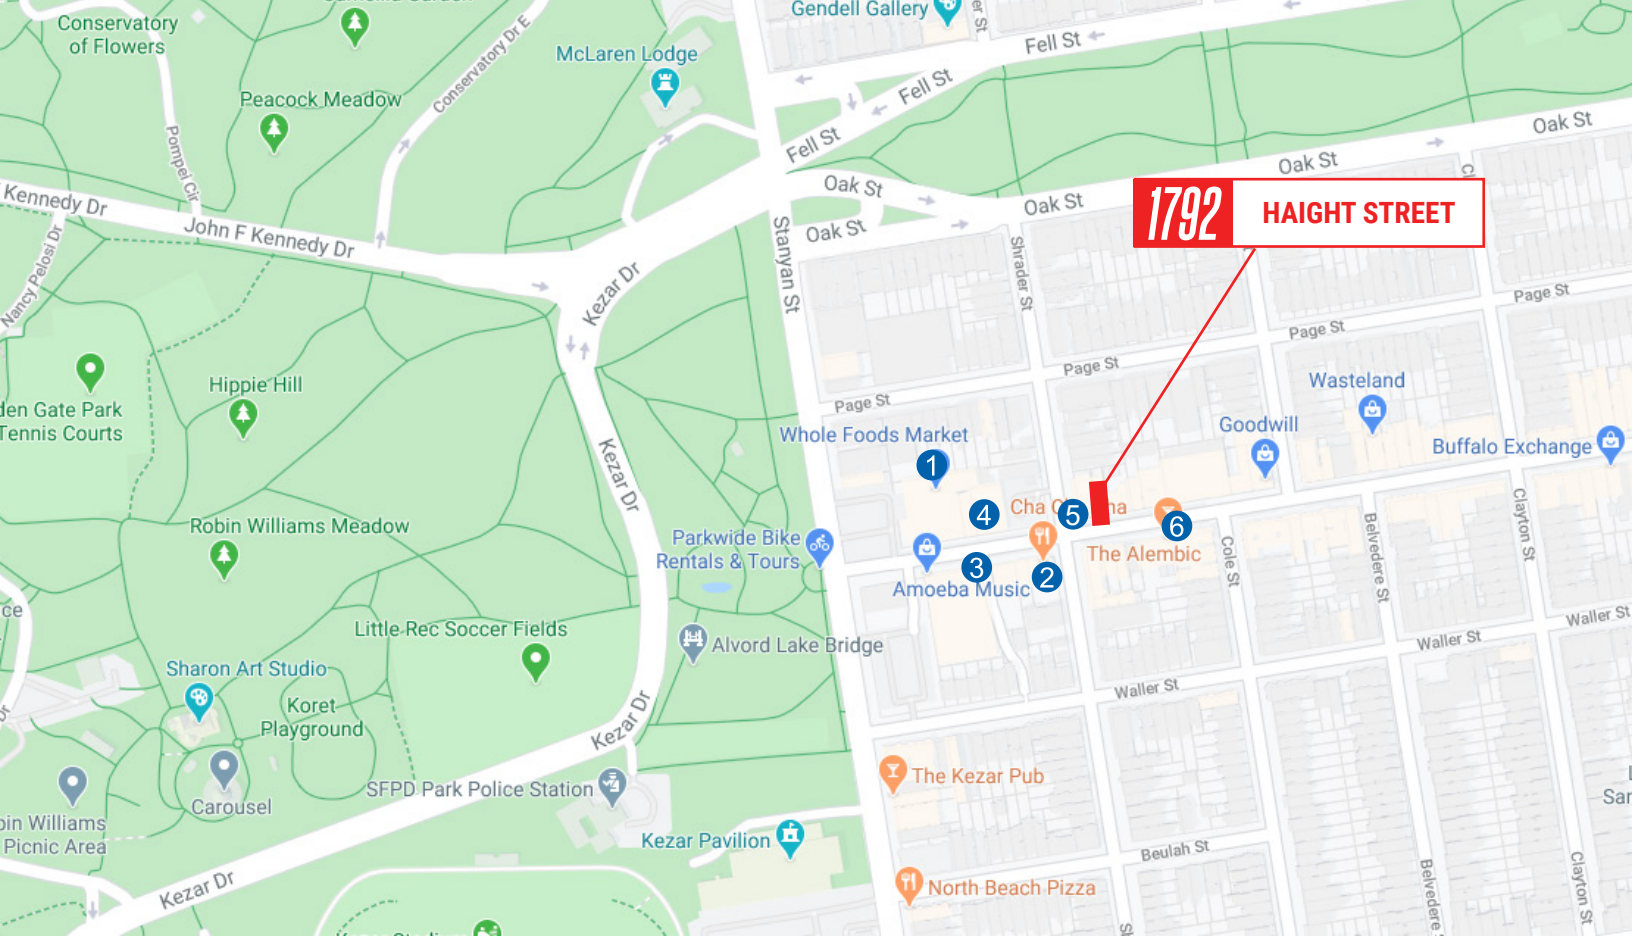 Conservatory
of Flowers
Gendell Gallery
Fell St
McLaren Lodge
Conservatory Dr E
Fell St
Peacock Meadow
Oak St
Pompei Cir
Fell St
Oak St
Oak St
Kennedy Dr
Oak St
1792
HAIGHT STREET
John F Kennedy Dr
Oak St
Nancy Pelosi Dr
Stanyan St
Shrader St
Kezar Dr
Page St
Page St
Page St
Hippie Hill
Wasteland
den Gate Park
Tennis Courts
Page St
Whole Foods Market
1
Goodwill
Buffalo Exchange
Kezar Dr
4
5
6
Robin Williams Meadow
Parkwide Bike
Rentals & Tours
The Alembic
Cole St
Belvedere St
Clayton St
3
2
Amoeba Music
Little Rec Soccer Fields
Alvord Lake Bridge
Waller St
Waller St
Sharon Art Studio
Koret
Playground
Waller St
Kezar Dr
The Kezar Pub
SFPD Park Police Station
Carousel
bin Williams
Picnic Area
Kezar Pavilion
Beulah St
Kezar Dr
North Beach Pizza
Belvedere
Clayton St